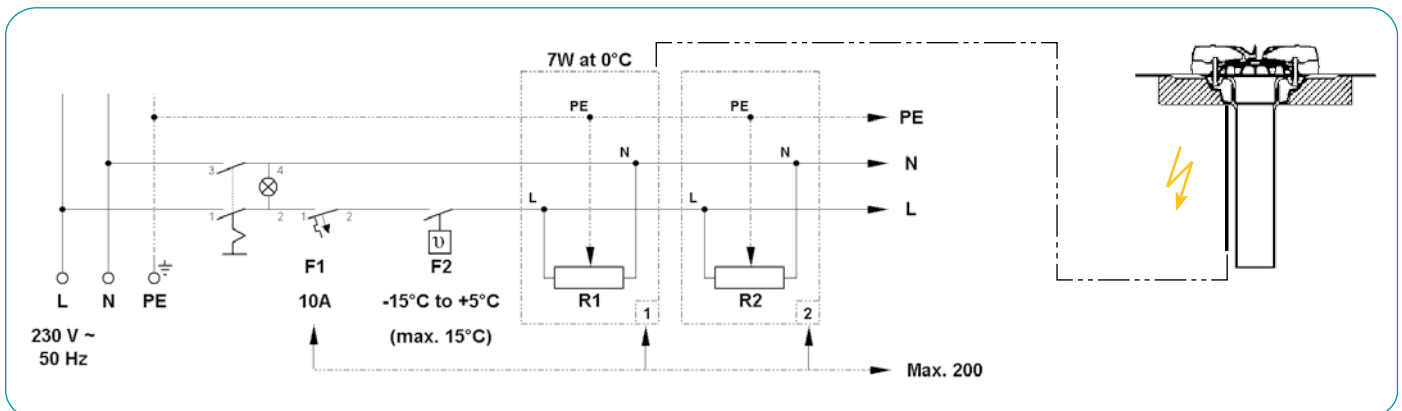 7W at 0°C
PE PE PE
3 4 N N N
1 2 1 2 L L L
υ
F1 F2 R1 R2
L N PE 10A -15°C to +5°C 1 2
230 V ~ (max. 15°C)
50 Hz
Max. 200